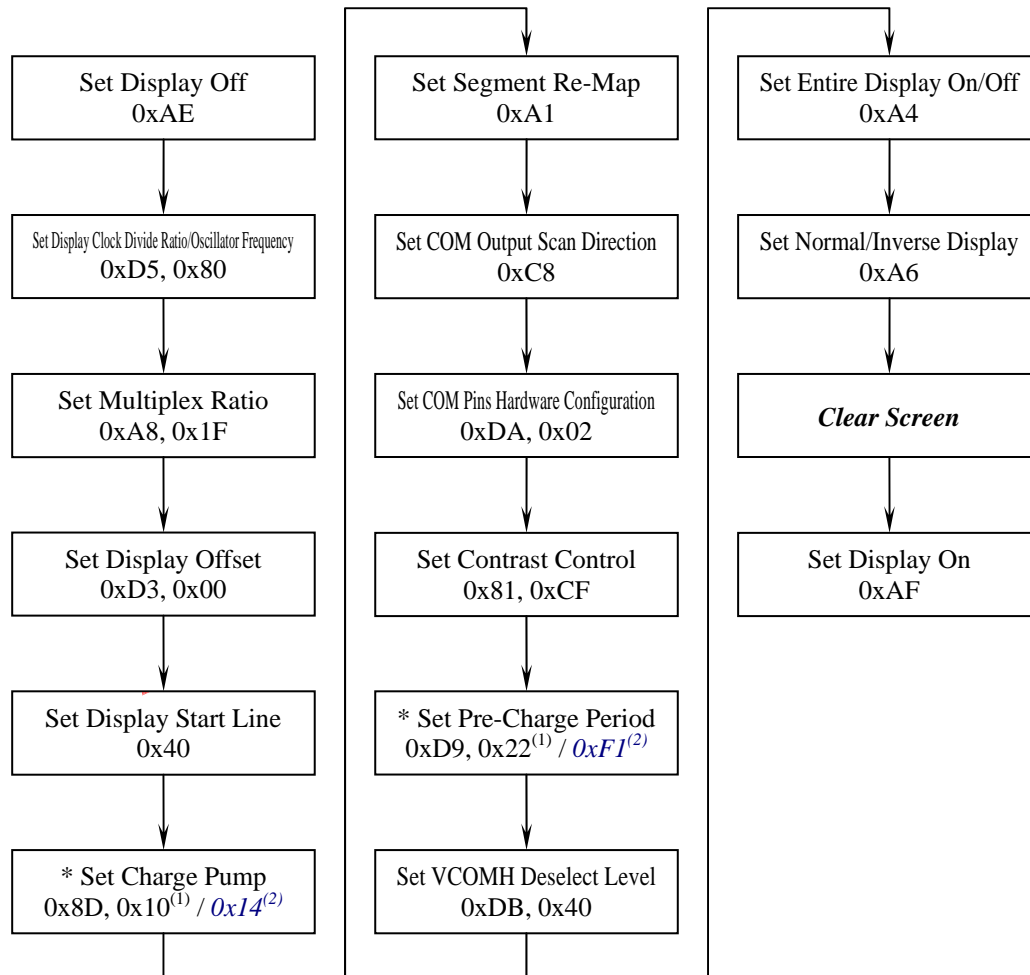 Set Display Off
0xAE
Set Display Clock Divide Ratio/Oscillator Frequency
0xD5, 0x80
Set Multiplex Ratio
0xA8, 0x1F
Set Display Offset
0xD3, 0x00
Set Display Start Line
0x40
* Set Charge Pump
0x8D, 0x10(1) / 0x14(2)
Set Segment Re-Map
0xA1
Set COM Output Scan Direction
0xC8
Set COM Pins Hardware Configuration
0xDA, 0x02
Set Contrast Control
0x81, 0xCF
* Set Pre-Charge Period
0xD9, 0x22(1) / 0xF1(2)
Set VCOMH Deselect Level
0xDB, 0x40
Set Entire Display On/Off
0xA4
Set Normal/Inverse Display
0xA6
Clear Screen
Set Display On
0xAF